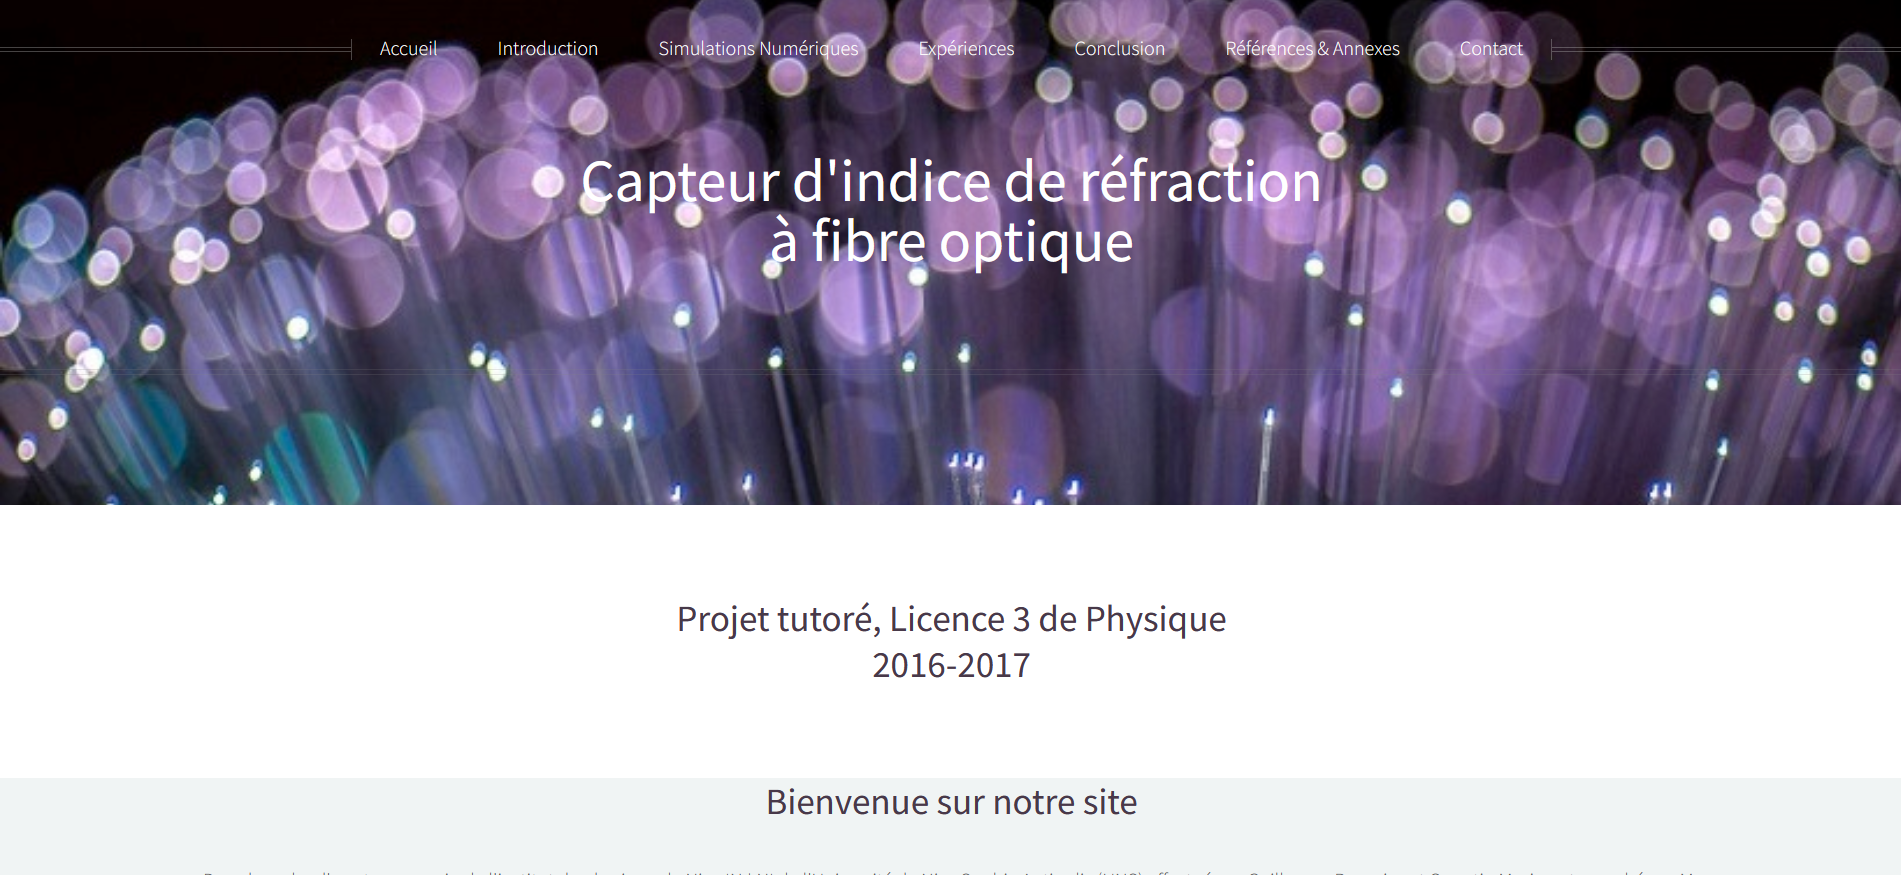 Accueil Introduction Simulations Numériques Expériences Conclusion Références & Annexes Contact
Capteur d'indice de réfraction
à fibre optique
Projet tutoré, Licence 3 de Physique
2016-2017
Bienvenue sur notre site